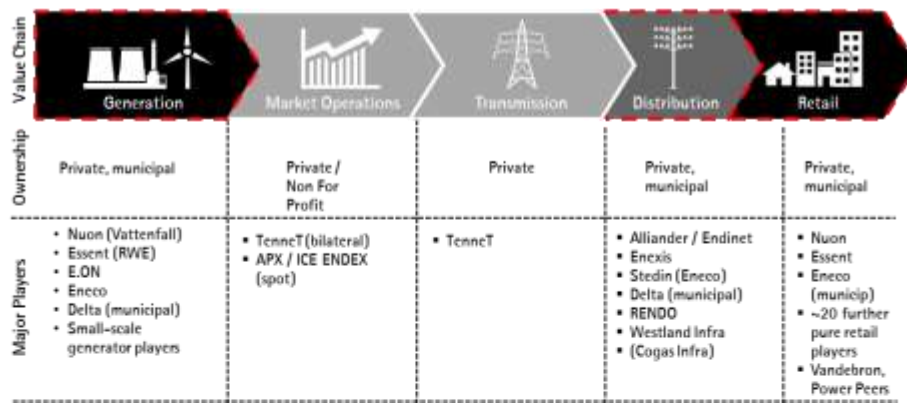 Value Chain
Generation
Market Operations
Transmission
Distribution
Retail
Ownership
Private, municipal
Private /
Non For
Profit
Private
Private,
municipal
Private,
municipal
Major Players
• Nuon (Vattenfall)
• Essent (RWE)
• E.ON
• Eneco
• Delta (municipal)
• Small-scale
generator players
▪ TenneT (bilateral)
▪ APX / ICE ENDEX
(spot)
▪ TenneT
▪ Alliander / Endinet
▪ Enexis
▪ Stedin (Eneco)
▪ Delta (municipal)
▪ RENDO
▪ Westland Infra
▪ (Cogas Infra)
▪ Nuon
▪ Essent
▪ Eneco
(municip)
▪ ~20 further
pure retail
players
▪ Vandebron,
Power Peers